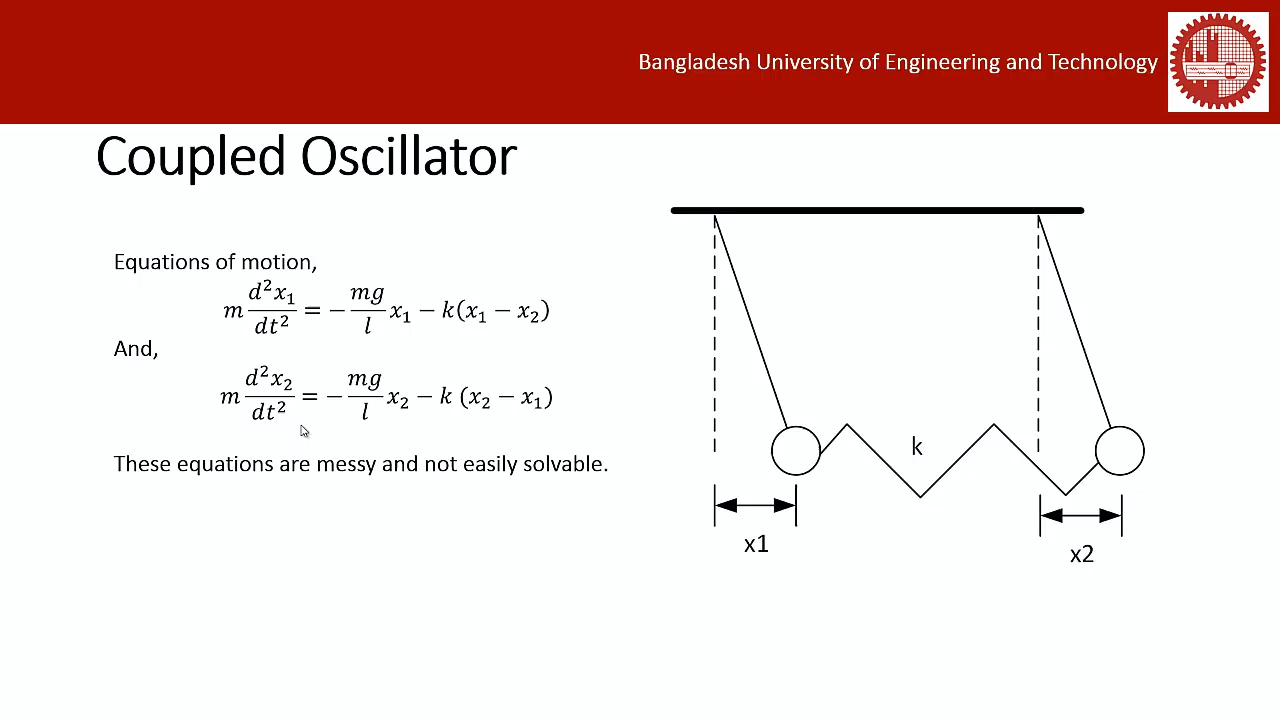 Bangladesh University of Engineering and Technology
Coupled Oscillator
Equations of motion,
m d²x₁/dt² = − mg/l x₁ − k(x₁ − x₂)
And,
m d²x₂/dt² = − mg/l x₂ − k (x₂ − x₁)
These equations are messy and not easily solvable.
k
x1
x2